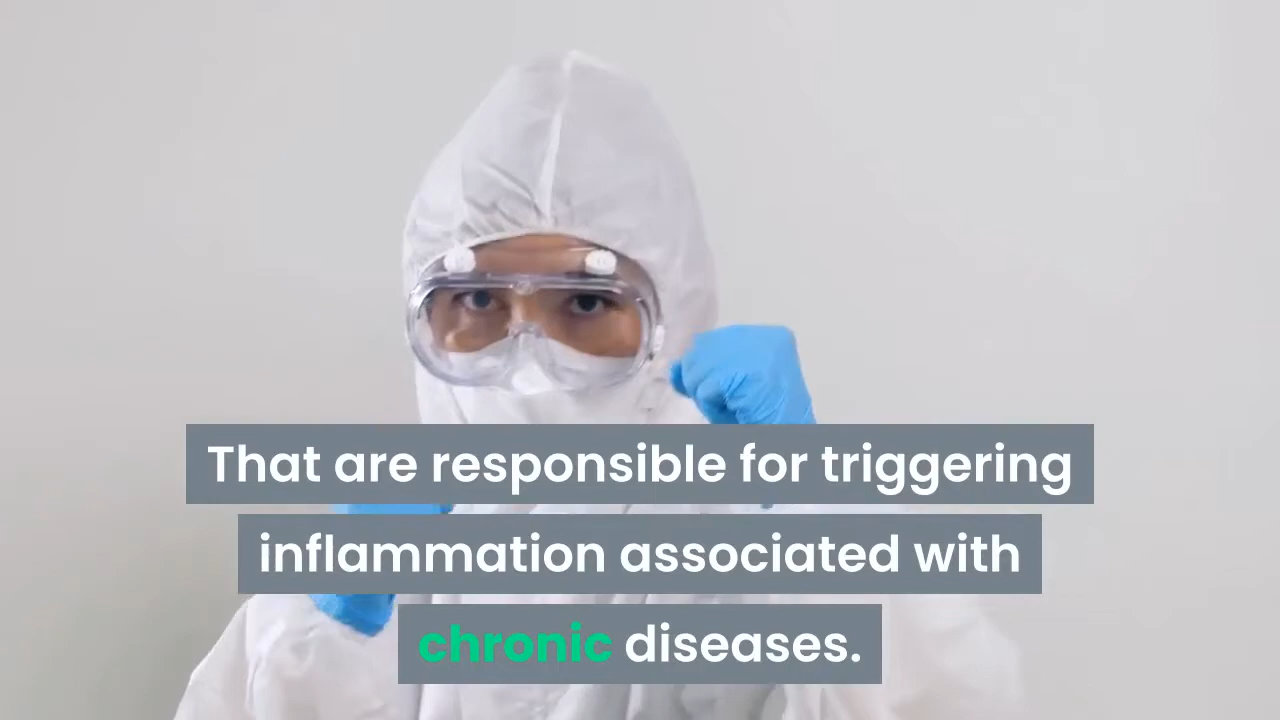 That are responsible for triggering
inflammation associated with
chronic diseases.